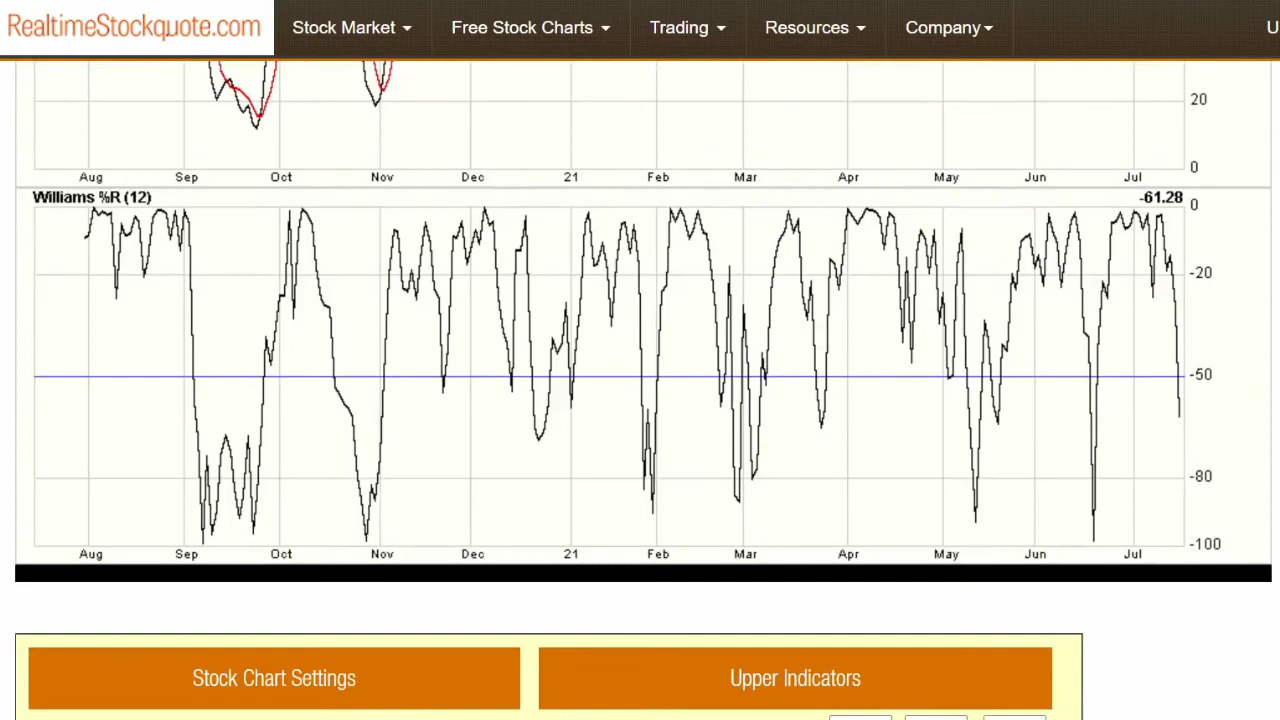 RealtimeStockquote.com Stock Market Free Stock Charts Trading Resources Company U
20
0
Aug Sep Oct Nov Dec 21 Feb Mar Apr May Jun Jul
Williams %R (12) -61.28 0
-20
-50
-80
-100
Aug Sep Oct Nov Dec 21 Feb Mar Apr May Jun Jul
Stock Chart Settings Upper Indicators